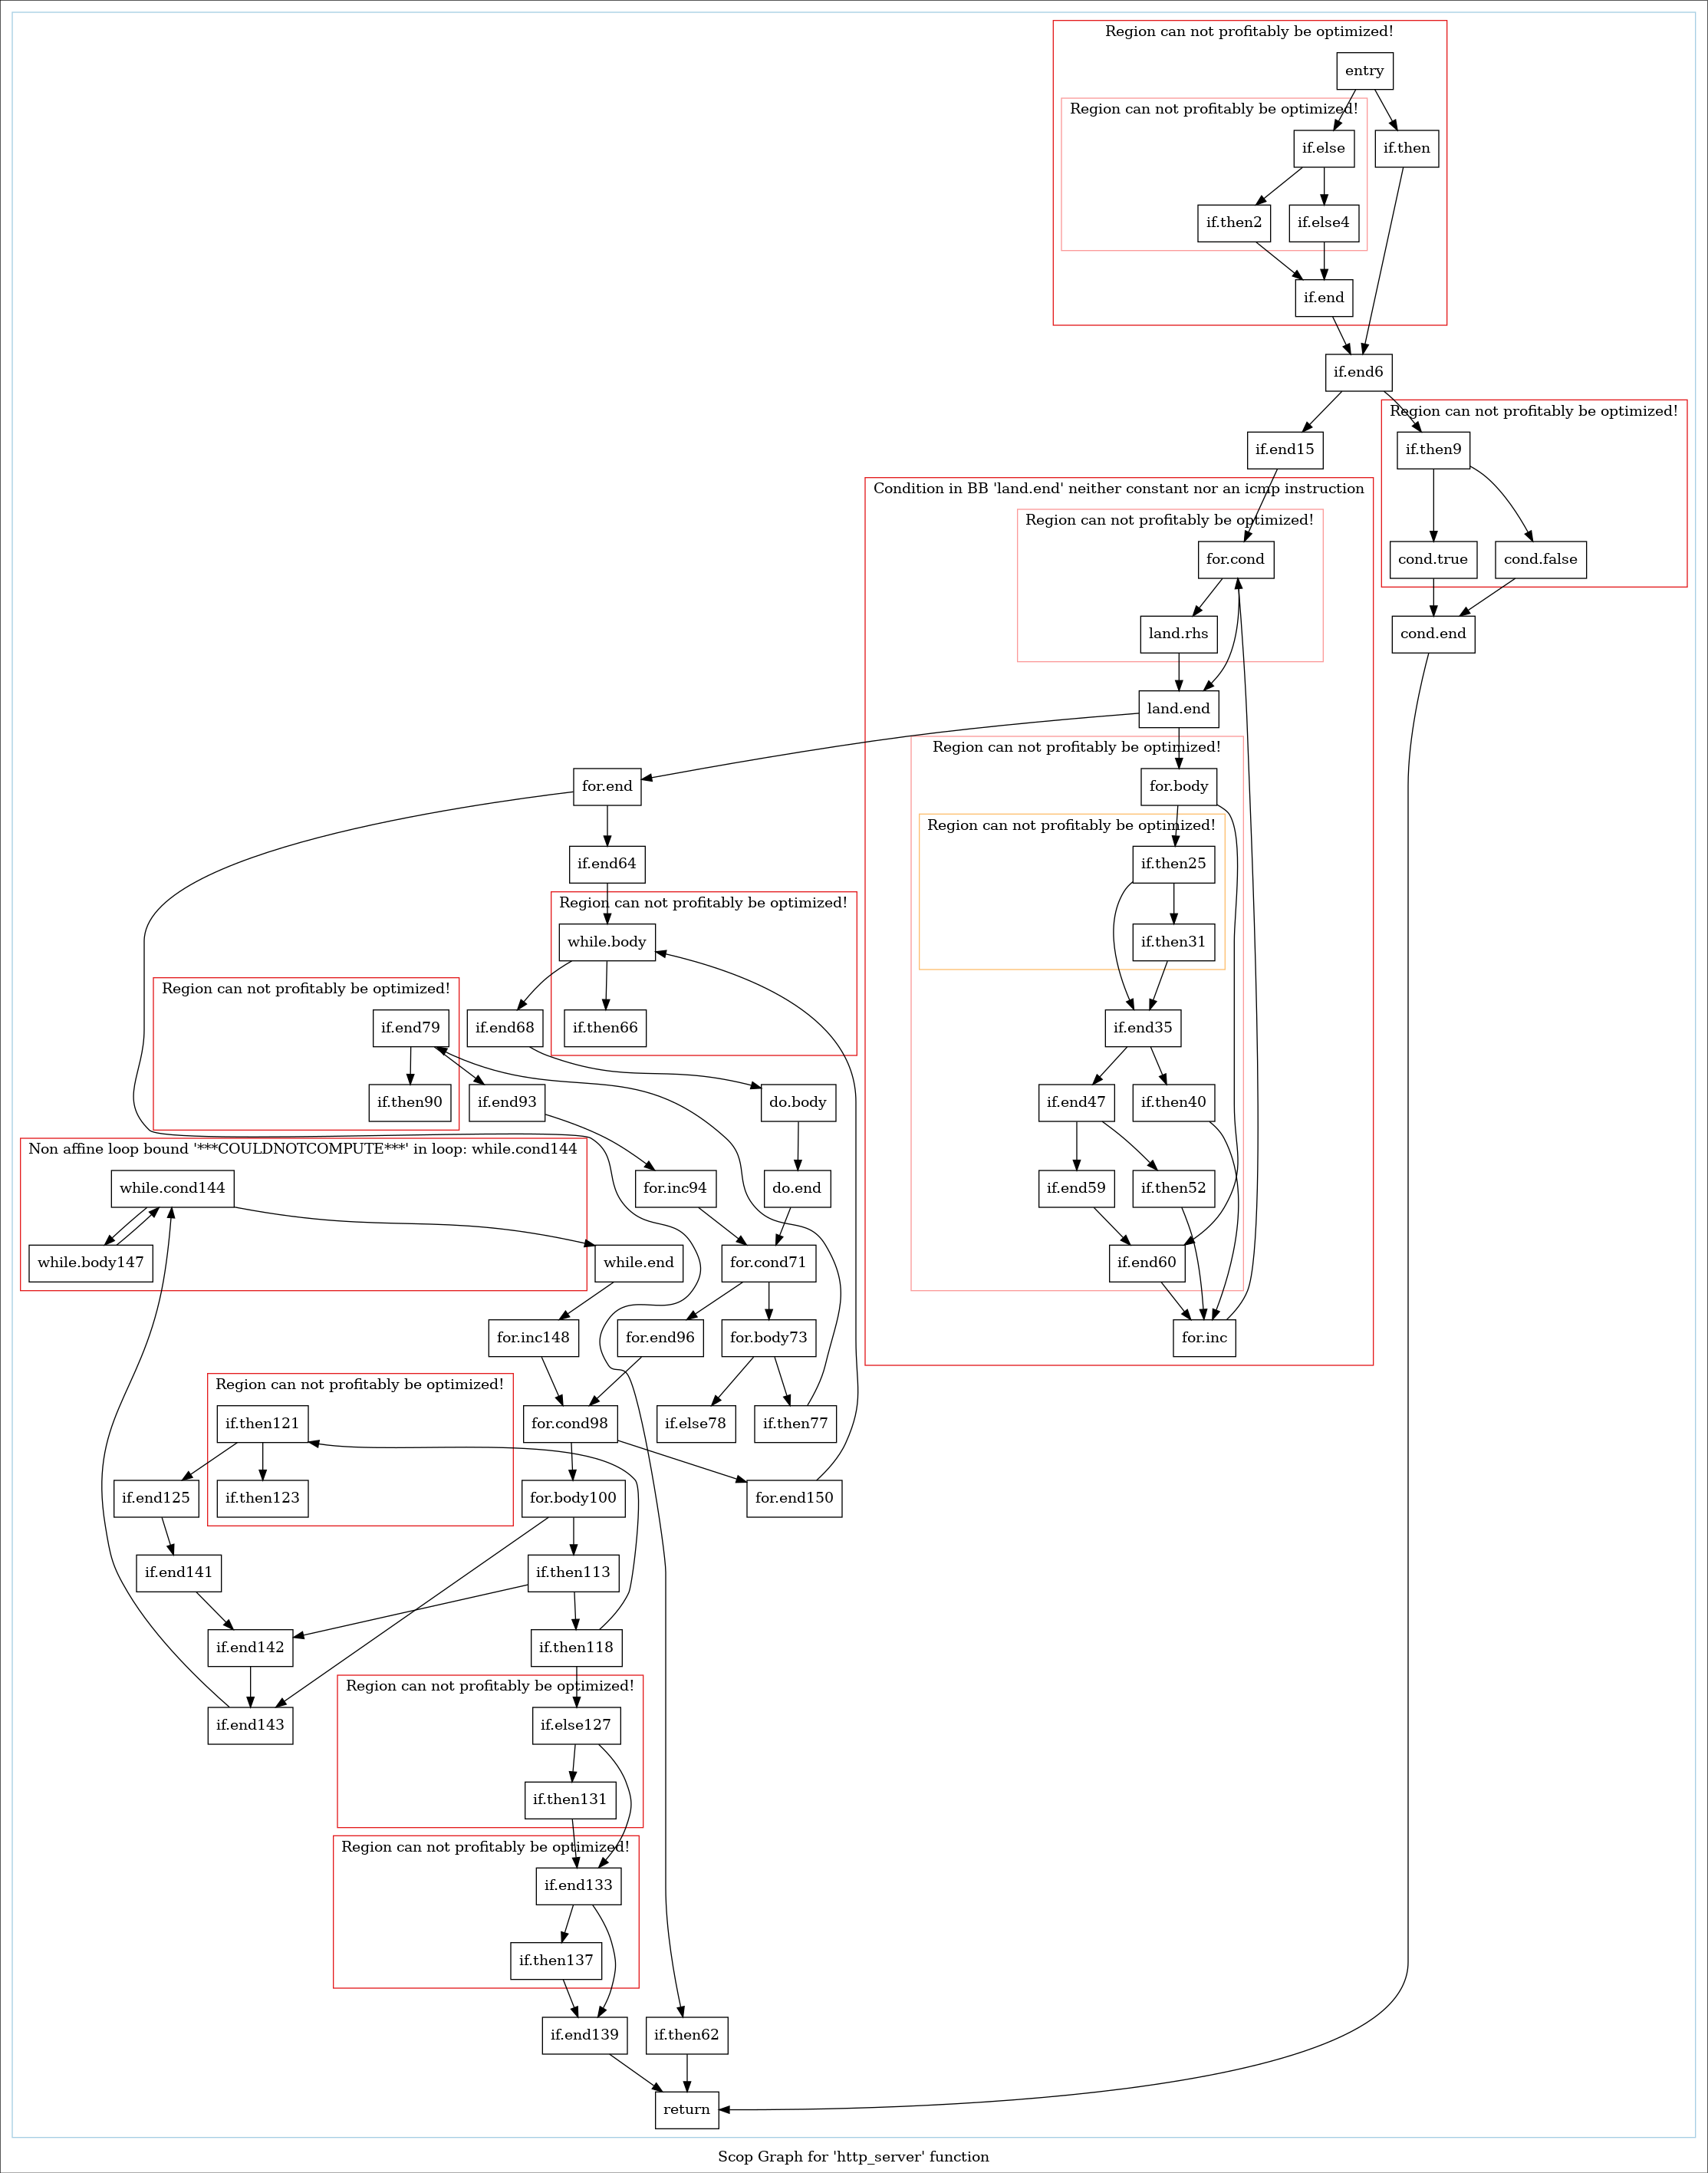 Region can not profitably be optimized!
entry
Region can not profitably be optimized!
if.else
if.then
if.then2
if.else4
if.end
if.end6
Region can not profitably be optimized!
if.end15
if.then9
Condition in BB 'land.end' neither constant nor an icmp instruction
Region can not profitably be optimized!
for.cond
cond.true
cond.false
land.rhs
cond.end
land.end
Region can not profitably be optimized!
for.end
for.body
Region can not profitably be optimized!
if.end64
if.then25
Region can not profitably be optimized!
while.body
if.then31
Region can not profitably be optimized!
if.end79
if.end68
if.then66
if.end35
if.then90
if.end93
do.body
if.end47
if.then40
Non affine loop bound '***COULDNOTCOMPUTE***' in loop: while.cond144
while.cond144
for.inc94
do.end
if.end59
if.then52
while.body147
while.end
for.cond71
if.end60
for.inc148
for.end96
for.body73
for.inc
Region can not profitably be optimized!
if.then121
for.cond98
if.else78
if.then77
if.end125
if.then123
for.body100
for.end150
if.end141
if.then113
if.end142
if.then118
Region can not profitably be optimized!
if.end143
if.else127
if.then131
Region can not profitably be optimized!
if.end133
if.then137
if.end139
if.then62
return
Scop Graph for 'http_server' function